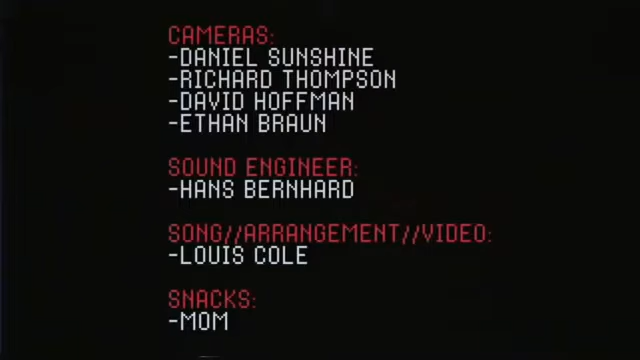 CAMERAS:
-DANIEL SUNSHINE
-RICHARD THOMPSON
-DAVID HOFFMAN
-ETHAN BRAUN
SOUND ENGINEER:
-HANS BERNHARD
SONG//ARRANGEMENT//VIDEO:
-LOUIS COLE
SNACKS:
-MOM